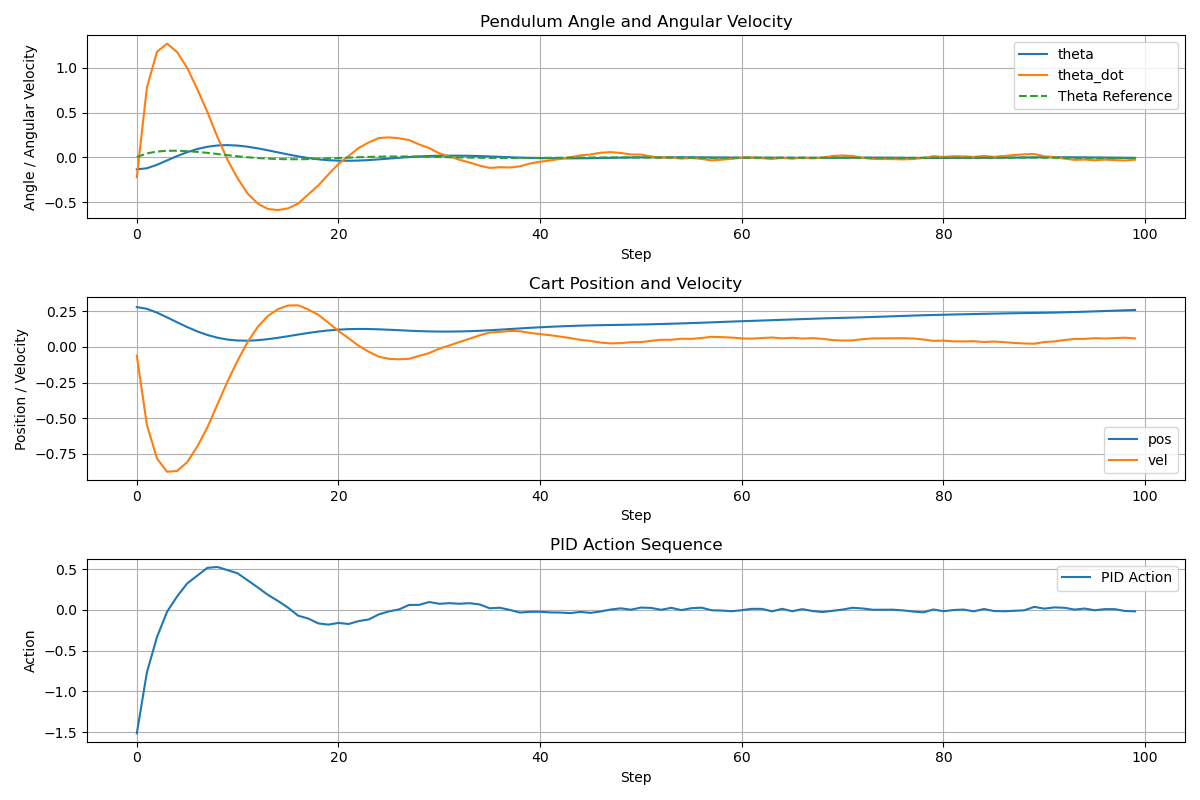 Pendulum Angle and Angular Velocity
Angle / Angular Velocity
1.0
0.5
0.0
−0.5
theta
theta_dot
Theta Reference
0 20 40 60 80 100
Step
Cart Position and Velocity
Position / Velocity
0.25
0.00
−0.25
−0.50
−0.75
pos
vel
0 20 40 60 80 100
Step
PID Action Sequence
Action
0.5
0.0
−0.5
−1.0
−1.5
PID Action
0 20 40 60 80 100
Step